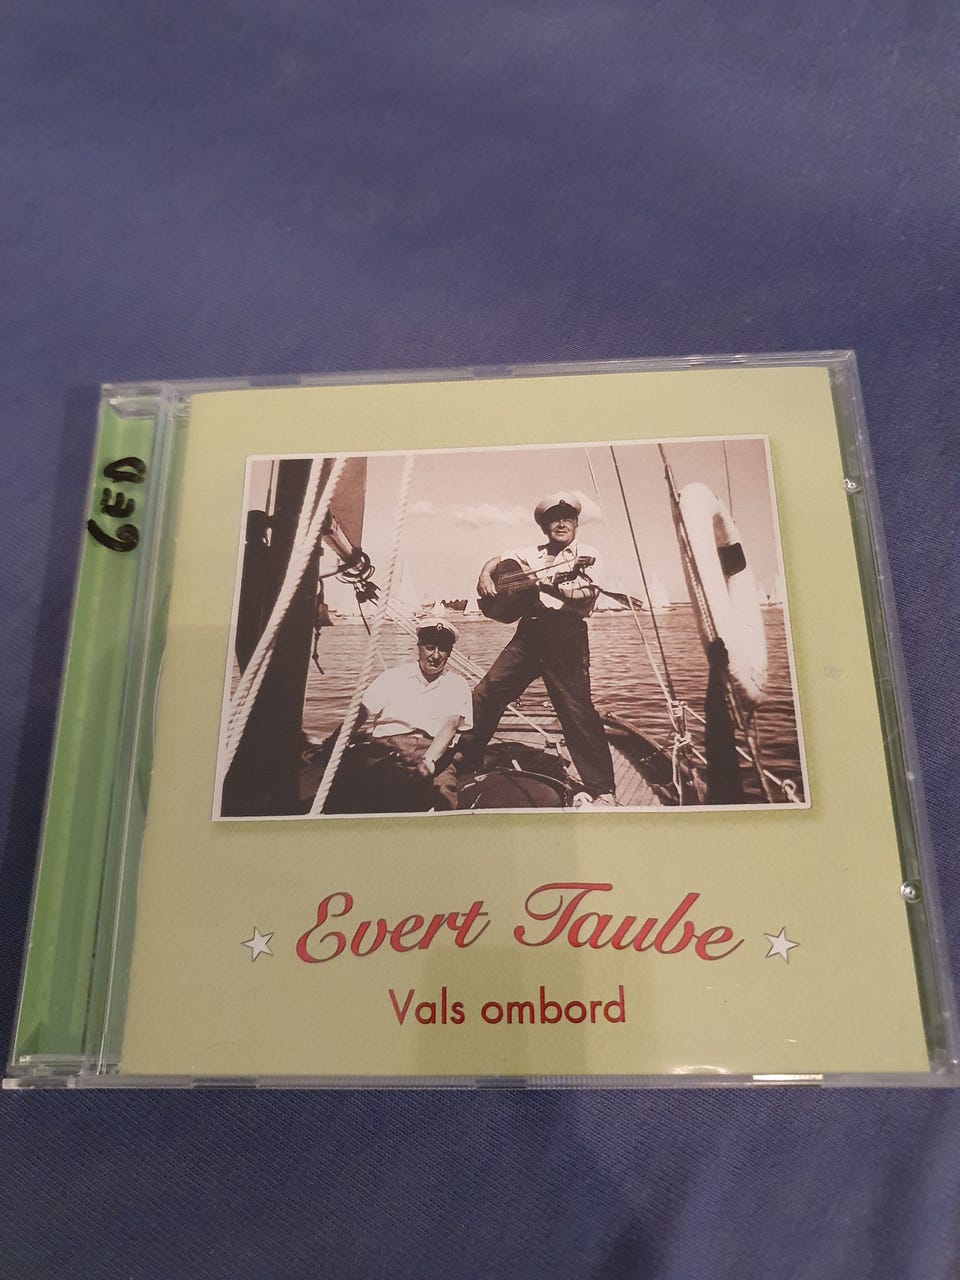 Evert Taube
Vals ombord